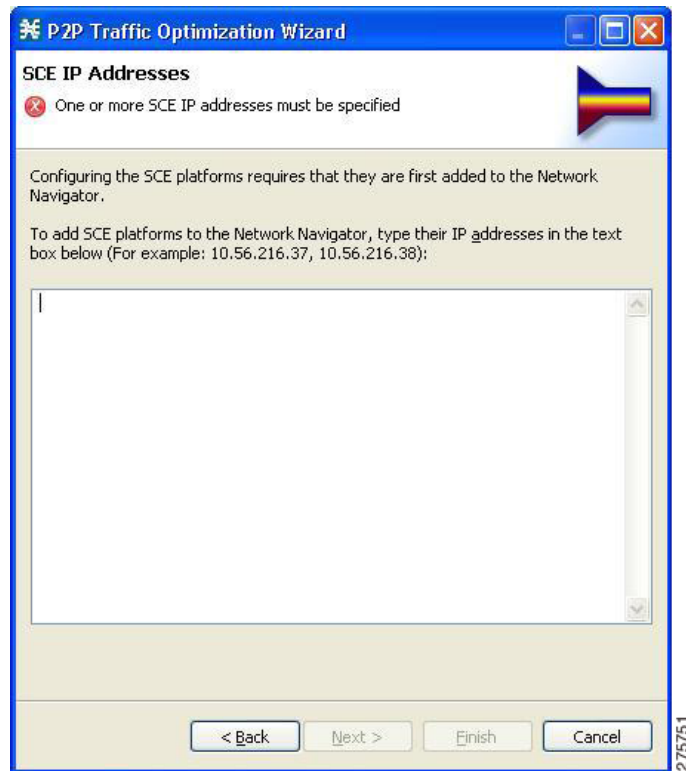 P2P Traffic Optimization Wizard
SCE IP Addresses
One or more SCE IP addresses must be specified
Configuring the SCE platforms requires that they are first added to the Network
Navigator.
To add SCE platforms to the Network Navigator, type their IP addresses in the text
box below (For example: 10.56.216.37, 10.56.216.38):
< Back
Next >
Finish
Cancel
275751